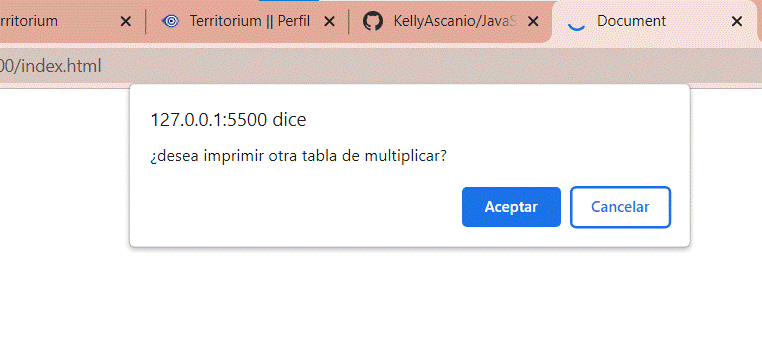 rritorium
Territorium || Perfil
KellyAscanio/JavaS
Document
00/index.html
127.0.0.1:5500 dice
¿desea imprimir otra tabla de multiplicar?
Aceptar
Cancelar